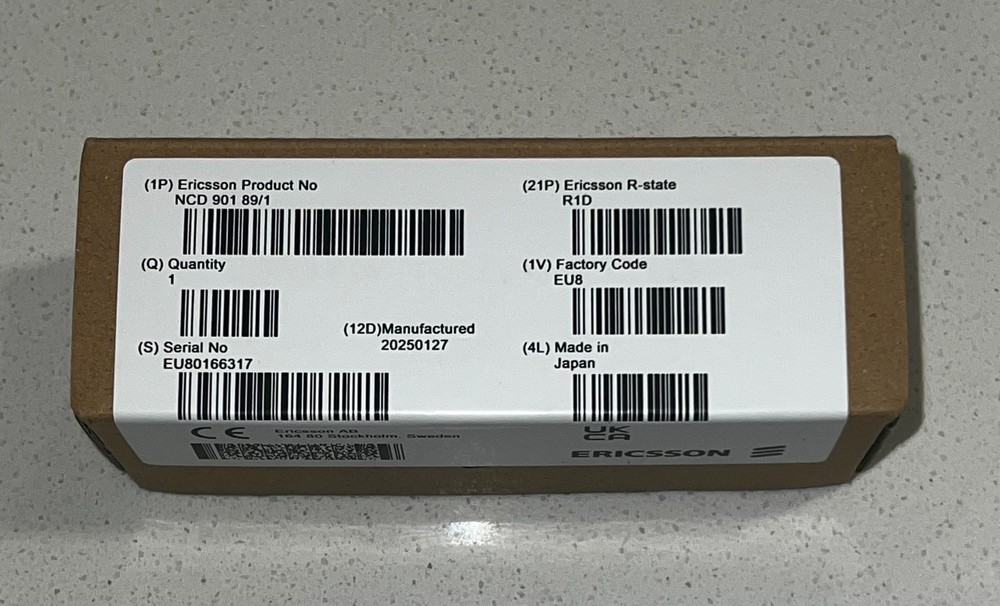 (1P) Ericsson Product No
NCD 901 89/1
(21P) Ericsson R-state
R1D
(Q) Quantity
1
(1V) Factory Code
EU8
(12D)Manufactured
20250127
(S) Serial No
EU80166317
(4L) Made in
Japan
CE
Ericsson AB
164 80 Stockholm, Sweden
UK
CA
ERICSSON